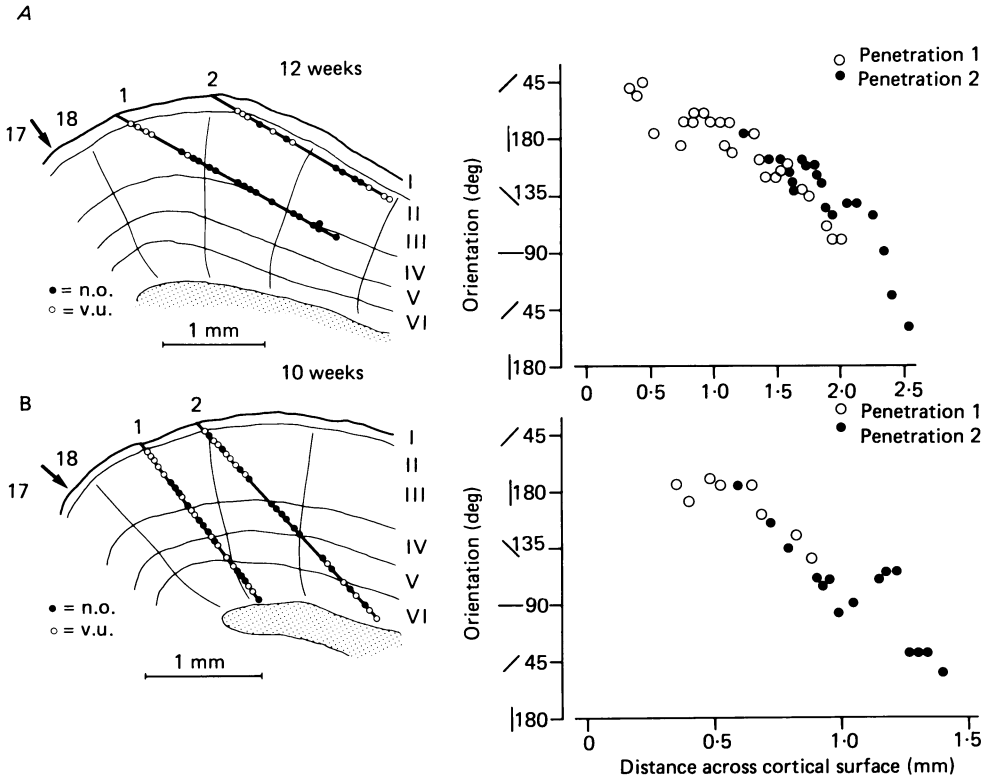 A
12 weeks
1
2
17
18
I
II
III
IV
V
VI
• = n.o.
○ = v.u.
1 mm
○ Penetration 1
● Penetration 2
Orientation (deg)
/ 45
|180
\135
—90
/ 45
|180
0
0·5
1·0
1·5
2·0
2·5
B
10 weeks
1
2
17
18
I
II
III
IV
V
VI
• = n.o.
○ = v.u.
1 mm
○ Penetration 1
● Penetration 2
Orientation (deg)
/ 45
|180
\135
—90
/ 45
|180
0
0·5
1·0
1·5
Distance across cortical surface (mm)